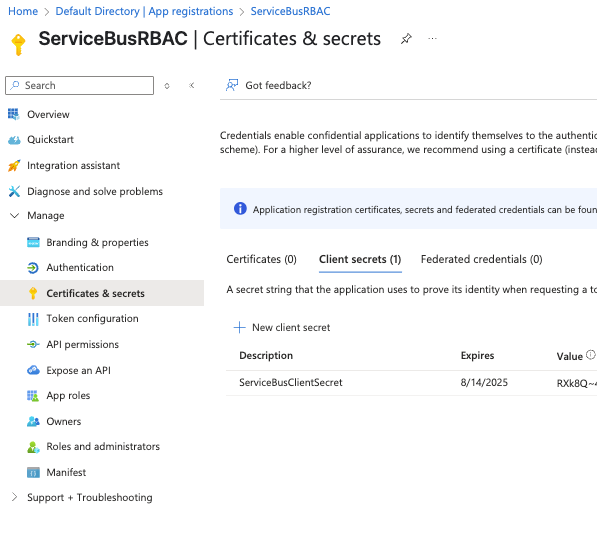 Home > Default Directory | App registrations > ServiceBusRBAC
ServiceBusRBAC | Certificates & secrets
Search
Got feedback?
Overview
Quickstart
Integration assistant
Diagnose and solve problems
Manage
Branding & properties
Authentication
Certificates & secrets
Token configuration
API permissions
Expose an API
App roles
Owners
Roles and administrators
Manifest
Support + Troubleshooting
Credentials enable confidential applications to identify themselves to the authentic
scheme). For a higher level of assurance, we recommend using a certificate (instead
Application registration certificates, secrets and federated credentials can be foun
Certificates (0) Client secrets (1) Federated credentials (0)
A secret string that the application uses to prove its identity when requesting a to
New client secret
Description Expires Value
ServiceBusClientSecret 8/14/2025 RXk8Q~4